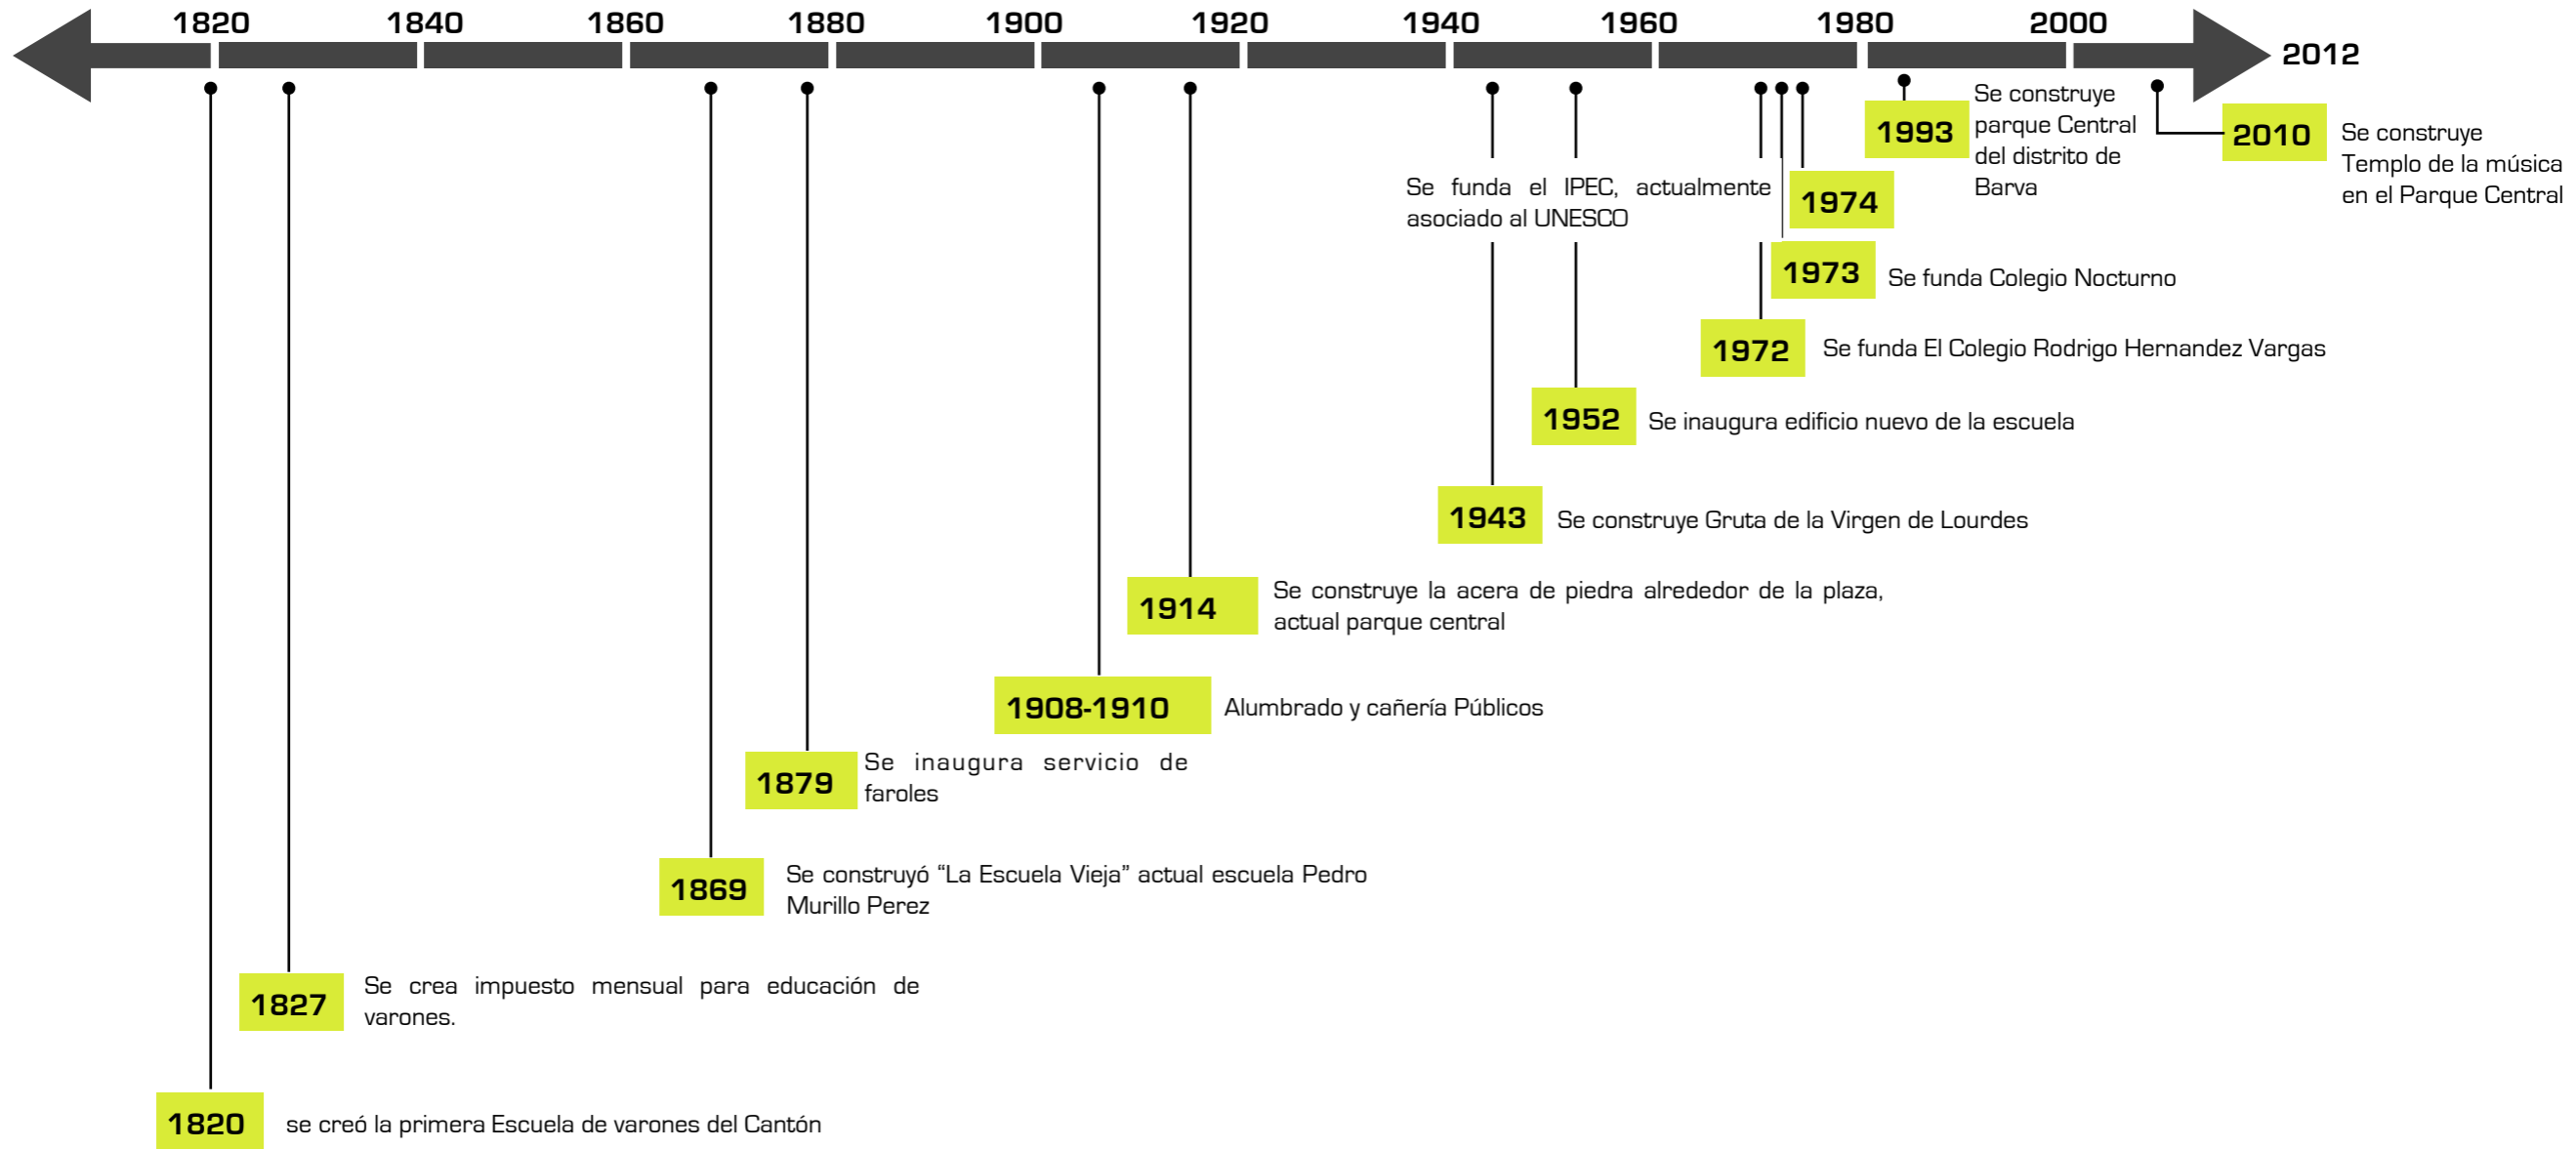 1820 1840 1860 1880 1900 1920 1940 1960 1980 2000
2012
1993
Se construye
parque Central
del distrito de
Barva
2010
Se construye
Templo de la música
en el Parque Central
Se funda el IPEC, actualmente
asociado al UNESCO
1974
1973
Se funda Colegio Nocturno
1972
Se funda El Colegio Rodrigo Hernandez Vargas
1952
Se inaugura edificio nuevo de la escuela
1943
Se construye Gruta de la Virgen de Lourdes
1914
Se construye la acera de piedra alrededor de la plaza,
actual parque central
1908-1910
Alumbrado y cañería Públicos
1879
Se inaugura servicio de
faroles
1869
Se construyó “La Escuela Vieja” actual escuela Pedro
Murillo Perez
1827
Se crea impuesto mensual para educación de
varones.
1820
se creó la primera Escuela de varones del Cantón